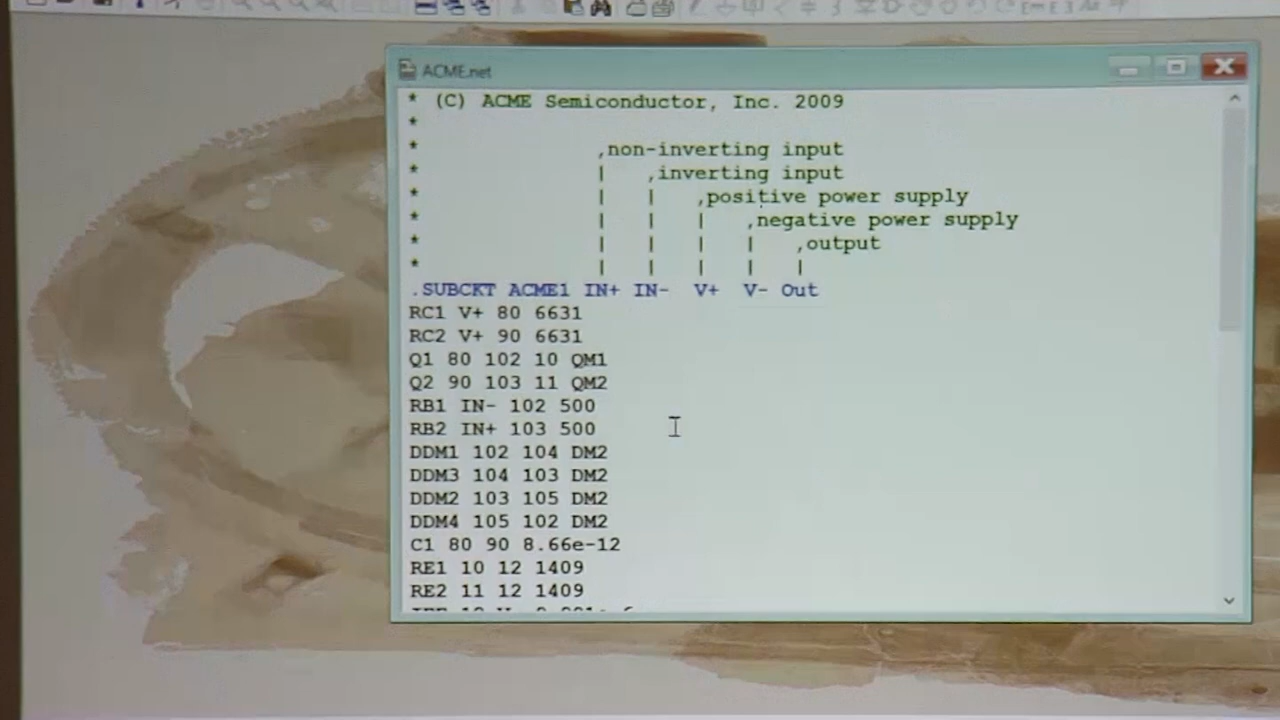 ACME.net
* (C) ACME Semiconductor, Inc. 2009
*
* ,non-inverting input
* | ,inverting input
* | | ,positive power supply
* | | | ,negative power supply
* | | | | ,output
* | | | | |
.SUBCKT ACME1 IN+ IN- V+ V- Out
RC1 V+ 80 6631
RC2 V+ 90 6631
Q1 80 102 10 QM1
Q2 90 103 11 QM2
RB1 IN- 102 500
RB2 IN+ 103 500
DDM1 102 104 DM2
DDM3 104 103 DM2
DDM2 103 105 DM2
DDM4 105 102 DM2
C1 80 90 8.66e-12
RE1 10 12 1409
RE2 11 12 1409